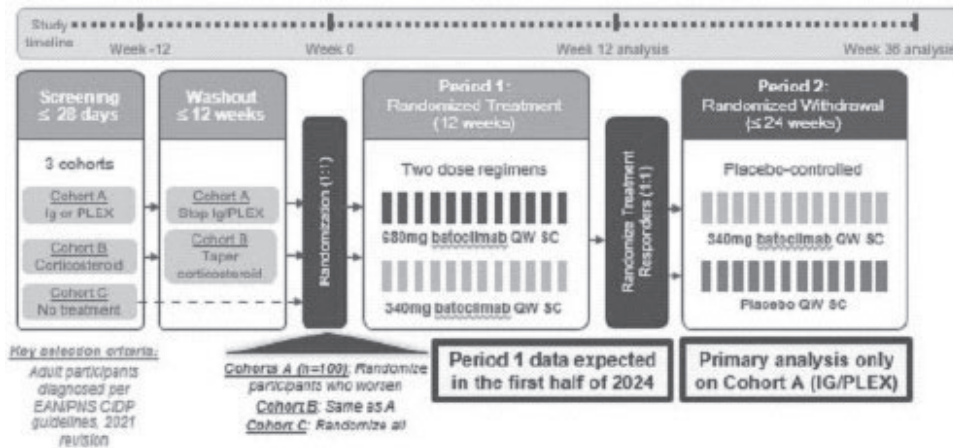 Study
timeline
Week -12
Week 0
Week 12 analysis
Week 36 analysis
Screening
≤ 28 days
3 cohorts
Cohort A
Ig or PLEX
Cohort B
Corticosteroid
Cohort C
No treatment
Washout
≤ 12 weeks
Cohort A
Stop Ig/PLEX
Cohort B
Taper
corticosteroid
Randomization (1:1)
Period 1:
Randomized Treatment
(12 weeks)
Two dose regimens
680mg batoclimab QW SC
340mg batoclimab QW SC
Randomize Treatment
Responders (1:1)
Period 2:
Randomized Withdrawal
(≤ 24 weeks)
Placebo-controlled
340mg batoclimab QW SC
Placebo QW SC
Key selection criteria:
Adult participants
diagnosed per
EAN/PNS CIDP
guidelines, 2021
revision
Cohorts A (n=100): Randomize
participants who worsen
Cohort B: Same as A
Cohort C: Randomize all
Period 1 data expected
in the first half of 2024
Primary analysis only
on Cohort A (IG/PLEX)